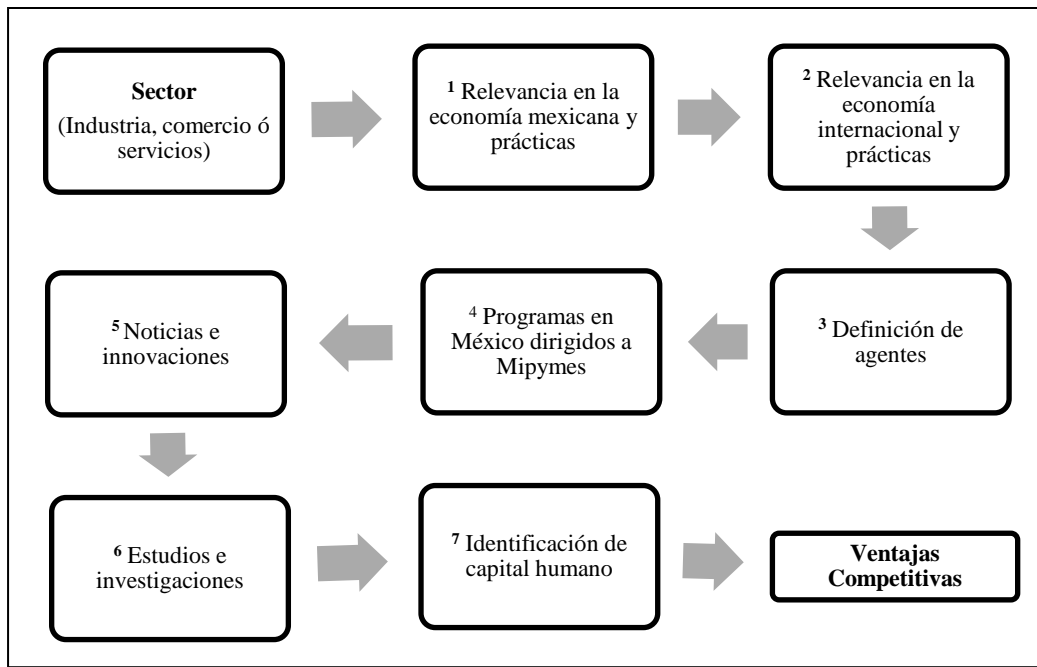 Sector
(Industria, comercio ó
servicios)
1 Relevancia en la
economía mexicana y
prácticas
2 Relevancia en la
economía
internacional y
prácticas
3 Definición de
agentes
4 Programas en
México dirigidos a
Mipymes
5 Noticias e
innovaciones
6 Estudios e
investigaciones
7 Identificación de
capital humano
Ventajas
Competitivas